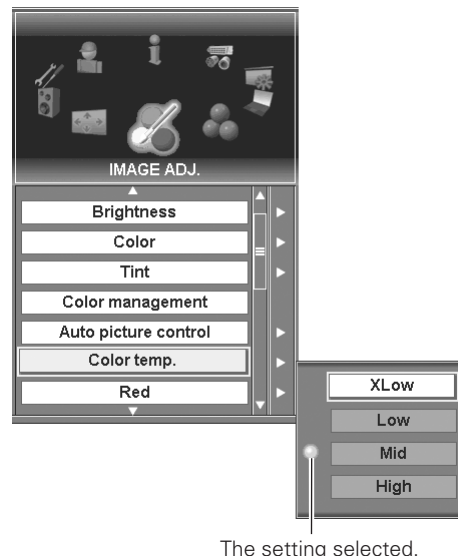 IMAGE ADJ.
Brightness
Color
Tint
Color management
Auto picture control
Color temp.
Red
XLow
Low
Mid
High
The setting selected.